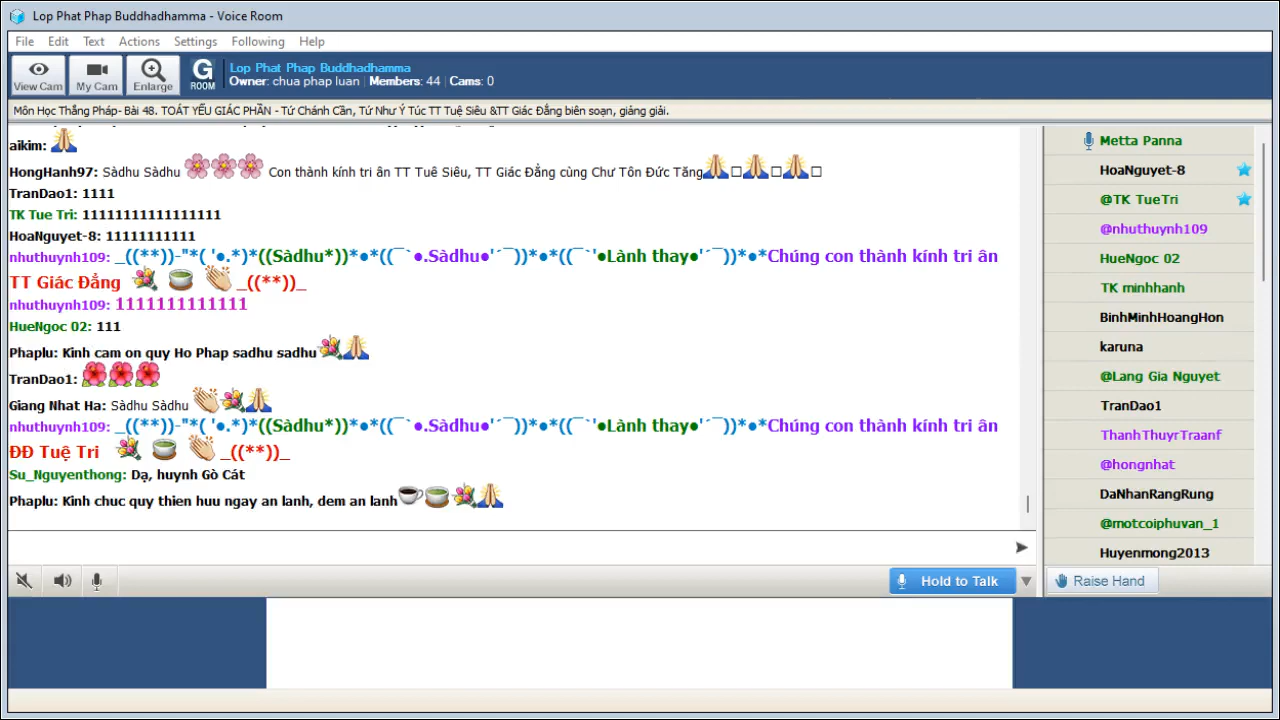 Lop Phat Phap Buddhadhamma - Voice Room
File Edit Text Actions Settings Following Help
View Cam My Cam Enlarge G ROOM
Lop Phat Phap Buddhadhamma
Owner: chua phap luan Members: 44 Cams: 0
Môn Học Thắng Pháp- Bài 48. TOÁT YẾU GIÁC PHẦN - Tứ Chánh Cần, Tứ Như Ý Túc TT Tuệ Siêu &TT Giác Đẳng biên soạn, giảng giải.
aikim:
HongHanh97: Sàdhu Sàdhu Con thành kính tri ân TT Tuê Siêu, TT Giác Đẳng cùng Chư Tôn Đức Tăng
TranDao1: 1111
TK Tue Tri: 11111111111111111
HoaNguyet-8: 11111111111
nhuthuynh109: _((**))-"*( '●.*)*((Sàdhu*))*●*((¯`●.Sàdhu●'´¯))*●*((¯`'●Lành thay●'´¯))*●*Chúng con thành kính tri ân
TT Giác Đẳng _((**))_
nhuthuynh109: 1111111111111
HueNgoc 02: 111
Phaplu: Kinh cam on quy Ho Phap sadhu sadhu
TranDao1:
Giang Nhat Ha: Sàdhu Sàdhu
nhuthuynh109: _((**))-"*( '●.*)*((Sàdhu*))*●*((¯`●.Sàdhu●'´¯))*●*((¯`'●Lành thay●'´¯))*●*Chúng con thành kính tri ân
ĐĐ Tuệ Tri _((**))_
Su_Nguyenthong: Dạ, huynh Gò Cát
Phaplu: Kinh chuc quy thien huu ngay an lanh, dem an lanh
Metta Panna
HoaNguyet-8
@TK TueTri
@nhuthuynh109
HueNgoc 02
TK minhhanh
BinhMinhHoangHon
karuna
@Lang Gia Nguyet
TranDao1
ThanhThuyrTraanf
@hongnhat
DaNhanRangRung
@motcoiphuvan_1
Huyenmong2013
Hold to Talk
Raise Hand